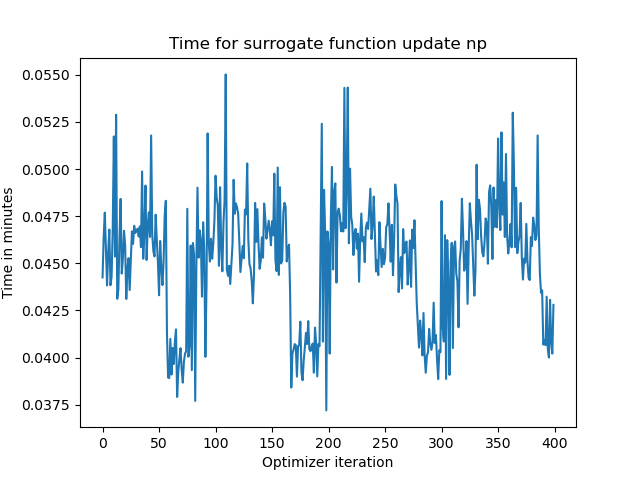 Time for surrogate function update np
0.0550
0.0525
0.0500
0.0475
0.0450
0.0425
0.0400
0.0375
Time in minutes
0 50 100 150 200 250 300 350 400
Optimizer iteration